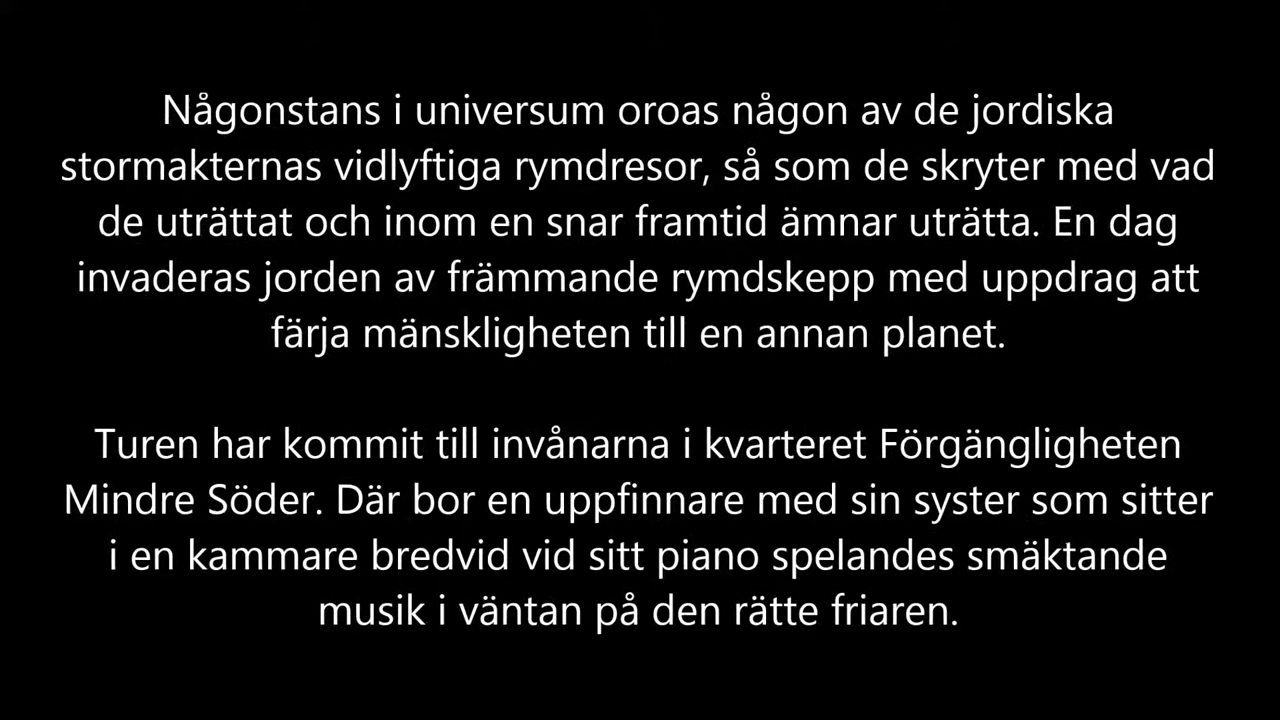 Någonstans i universum oroas någon av de jordiska
stormakternas vidlyftiga rymdresor, så som de skryter med vad
de uträttat och inom en snar framtid ämnar uträtta. En dag
invaderas jorden av främmande rymdskepp med uppdrag att
färja mänskligheten till en annan planet.
Turen har kommit till invånarna i kvarteret Förgängligheten
Mindre Söder. Där bor en uppfinnare med sin syster som sitter
i en kammare bredvid vid sitt piano spelandes smäktande
musik i väntan på den rätte friaren.